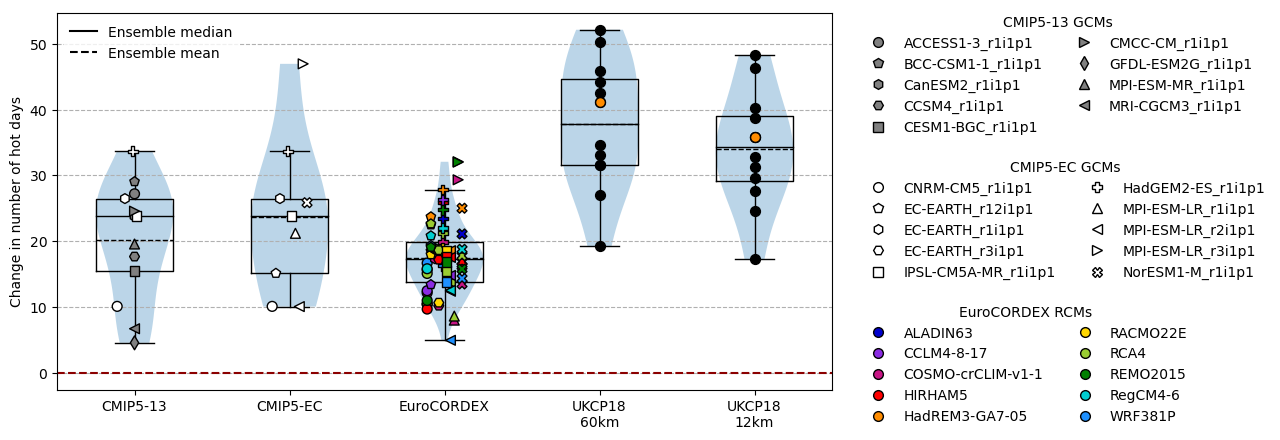 Ensemble median
Ensemble mean
Change in number of hot days
50
40
30
20
10
0
CMIP5-13
CMIP5-EC
EuroCORDEX
UKCP18
60km
UKCP18
12km
CMIP5-13 GCMs
ACCESS1-3_r1i1p1
BCC-CSM1-1_r1i1p1
CanESM2_r1i1p1
CCSM4_r1i1p1
CESM1-BGC_r1i1p1
CMCC-CM_r1i1p1
GFDL-ESM2G_r1i1p1
MPI-ESM-MR_r1i1p1
MRI-CGCM3_r1i1p1
CMIP5-EC GCMs
CNRM-CM5_r1i1p1
EC-EARTH_r12i1p1
EC-EARTH_r1i1p1
EC-EARTH_r3i1p1
IPSL-CM5A-MR_r1i1p1
HadGEM2-ES_r1i1p1
MPI-ESM-LR_r1i1p1
MPI-ESM-LR_r2i1p1
MPI-ESM-LR_r3i1p1
NorESM1-M_r1i1p1
EuroCORDEX RCMs
ALADIN63
CCLM4-8-17
COSMO-crCLIM-v1-1
HIRHAM5
HadREM3-GA7-05
RACMO22E
RCA4
REMO2015
RegCM4-6
WRF381P